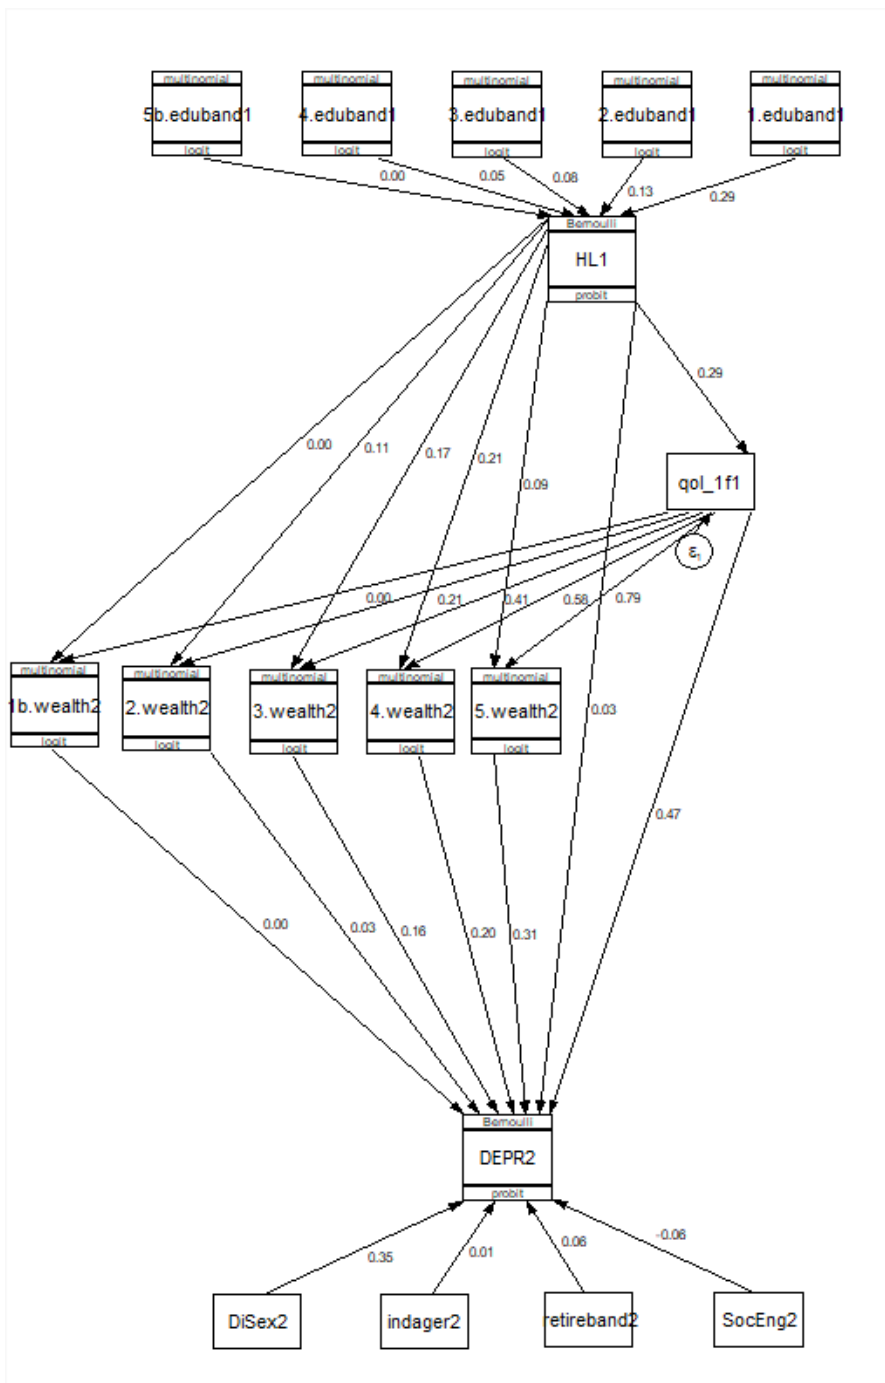 multinomial multinomial multinomial multinomial multinomial
5b.eduband1 4.eduband1 3.eduband1 2.eduband1 1.eduband1
logit logit logit logit logit
0.00 0.05 0.08 0.13 0.29
Bernoulli
HL1
probit
0.29
0.00 0.11 0.17 0.21 0.09
qol_1f1
ε1
0.00 0.21 0.41 0.58 0.79
multinomial multinomial multinomial multinomial multinomial
1b.wealth2 2.wealth2 3.wealth2 4.wealth2 5.wealth2
logit logit logit logit logit
0.03
0.47
0.00 0.03 0.16 0.20 0.31
Bernoulli
DEPR2
probit
0.35 0.01 0.06 -0.06
DiSex2 indager2 retireband2 SocEng2